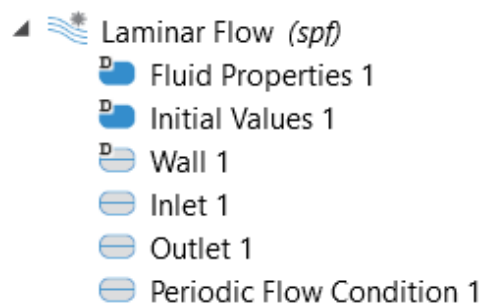 Laminar Flow (spf)
D Fluid Properties 1
D Initial Values 1
D Wall 1
Inlet 1
Outlet 1
Periodic Flow Condition 1